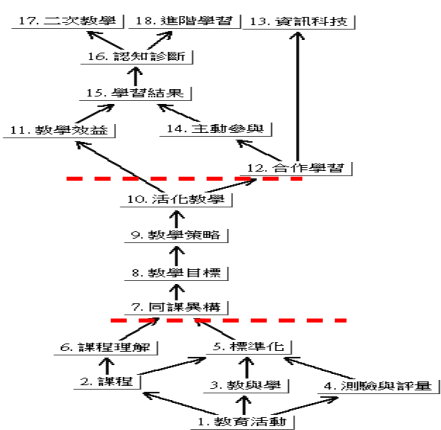 17. 二次教學
18. 進階學習
13. 資訊科技
16. 認知診斷
15. 學習結果
11. 教學效益
14. 主動參與
12. 合作學習
10. 活化教學
9. 教學策略
8. 教學目標
7. 同課異構
6. 課程理解
5. 標準化
2. 課程
3. 教與學
4. 測驗與評量
1. 教育活動